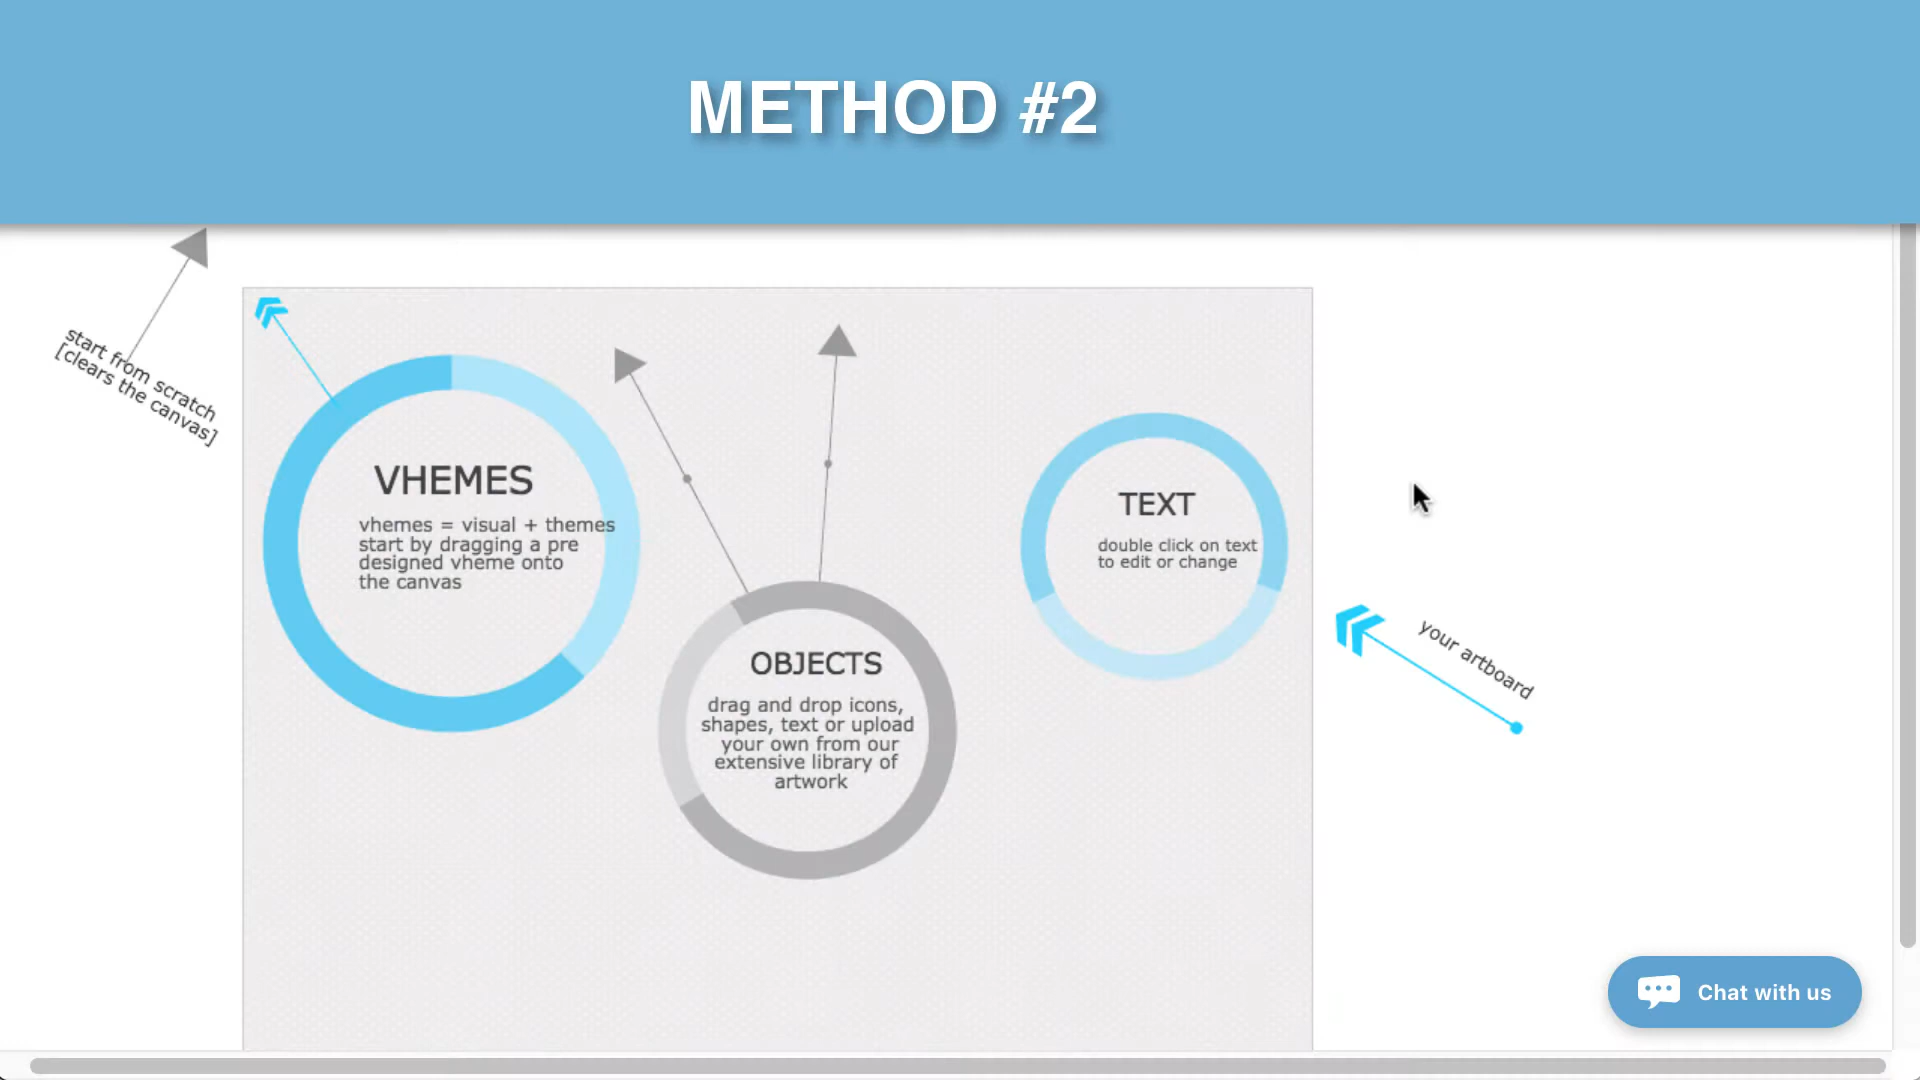 METHOD #2
start from scratch
[clears the canvas]
VHEMES
vhemes = visual + themes
start by dragging a pre
designed vheme onto
the canvas
OBJECTS
drag and drop icons,
shapes, text or upload
your own from our
extensive library of
artwork
TEXT
double click on text
to edit or change
your artboard
Chat with us